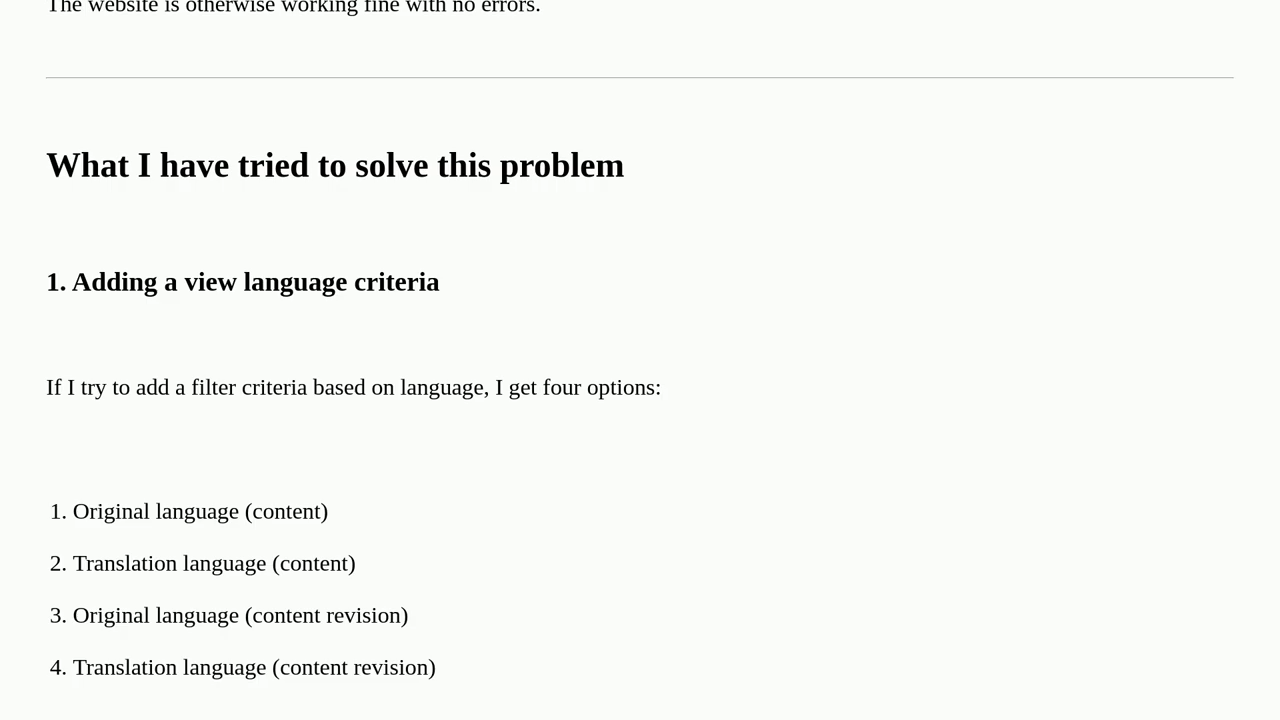 The website is otherwise working fine with no errors.
What I have tried to solve this problem
1. Adding a view language criteria
If I try to add a filter criteria based on language, I get four options:
1. Original language (content)
2. Translation language (content)
3. Original language (content revision)
4. Translation language (content revision)